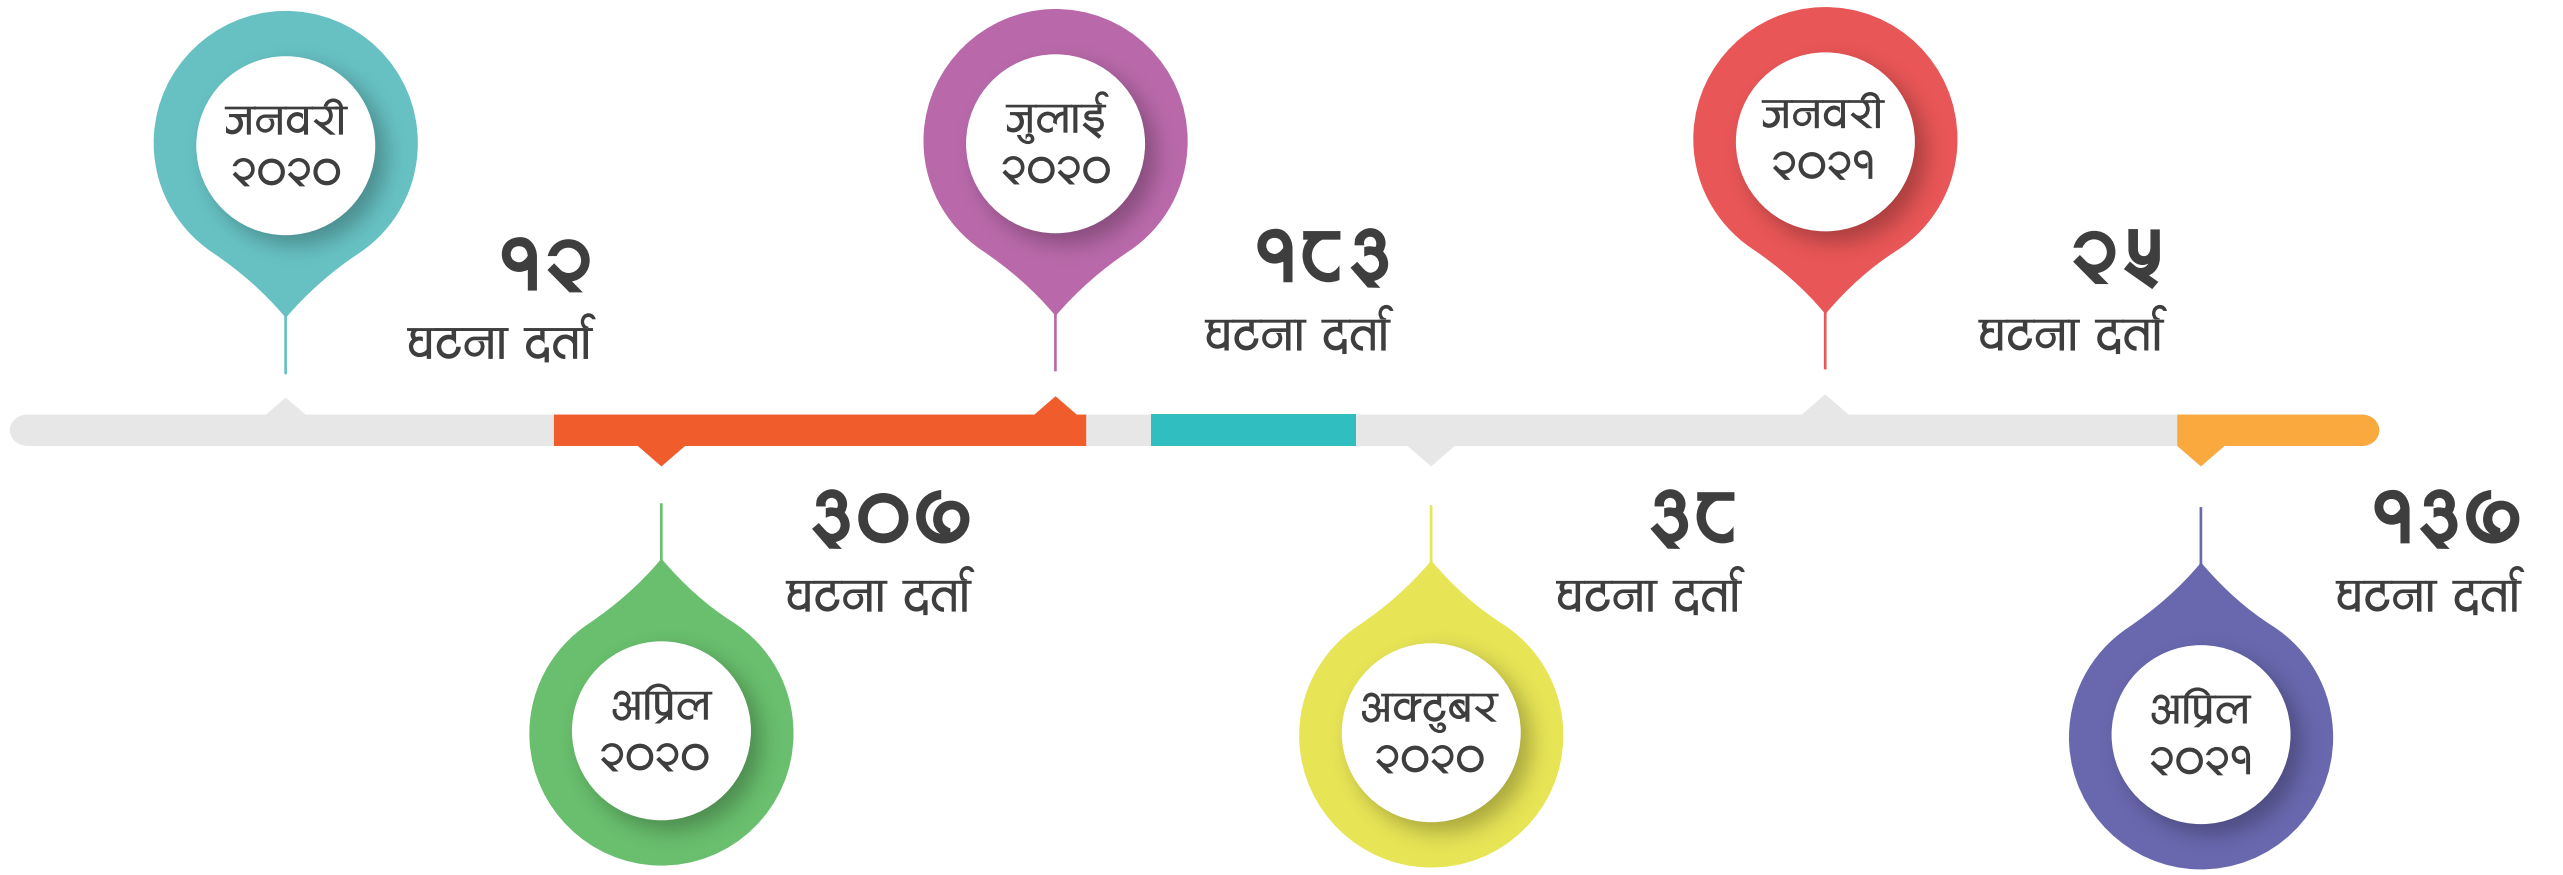 जनवरी
२०२०
१२
घटना दर्ता
अप्रिल
२०२०
३०७
घटना दर्ता
जुलाई
२०२०
१८३
घटना दर्ता
अक्टुबर
२०२०
३८
घटना दर्ता
जनवरी
२०२१
२५
घटना दर्ता
अप्रिल
२०२१
१३७
घटना दर्ता